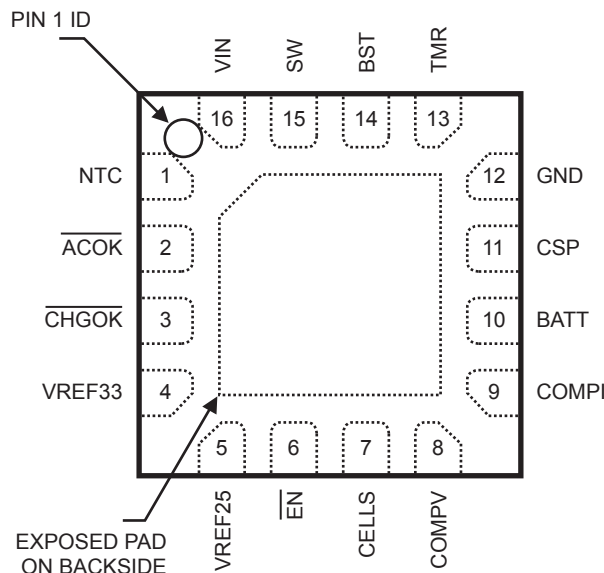 PIN 1 ID
VIN
SW
BST
TMR
16
15
14
13
NTC
1
12
GND
ACOK
2
11
CSP
CHGOK
3
10
BATT
VREF33
4
9
COMPI
5
6
7
8
VREF25
EN
CELLS
COMPV
EXPOSED PAD
ON BACKSIDE